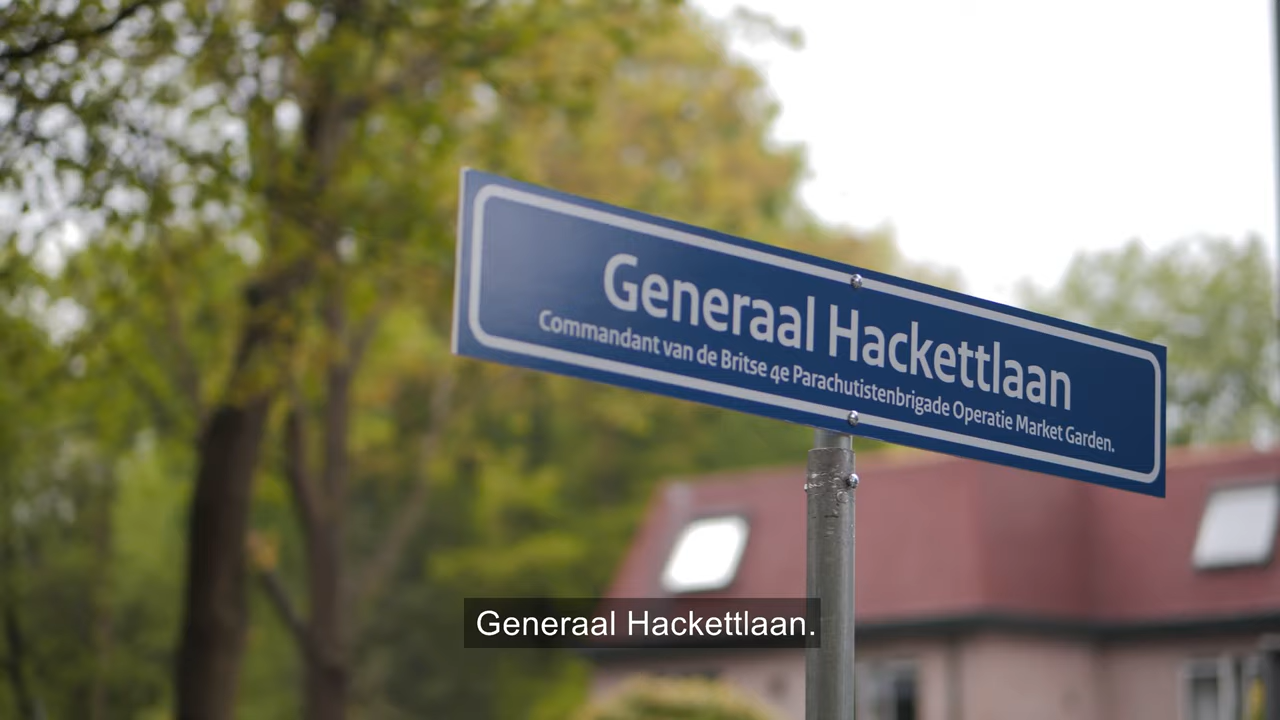 Generaal Hackettlaan
Commandant van de Britse 4e Parachutistenbrigade Operatie Market Garden.
Generaal Hackettlaan.